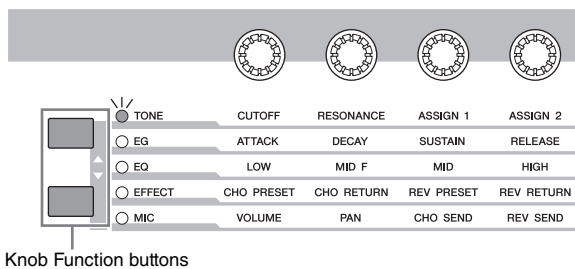 TONE CUTOFF RESONANCE ASSIGN 1 ASSIGN 2
EG ATTACK DECAY SUSTAIN RELEASE
EQ LOW MID F MID HIGH
EFFECT CHO PRESET CHO RETURN REV PRESET REV RETURN
MIC VOLUME PAN CHO SEND REV SEND
Knob Function buttons